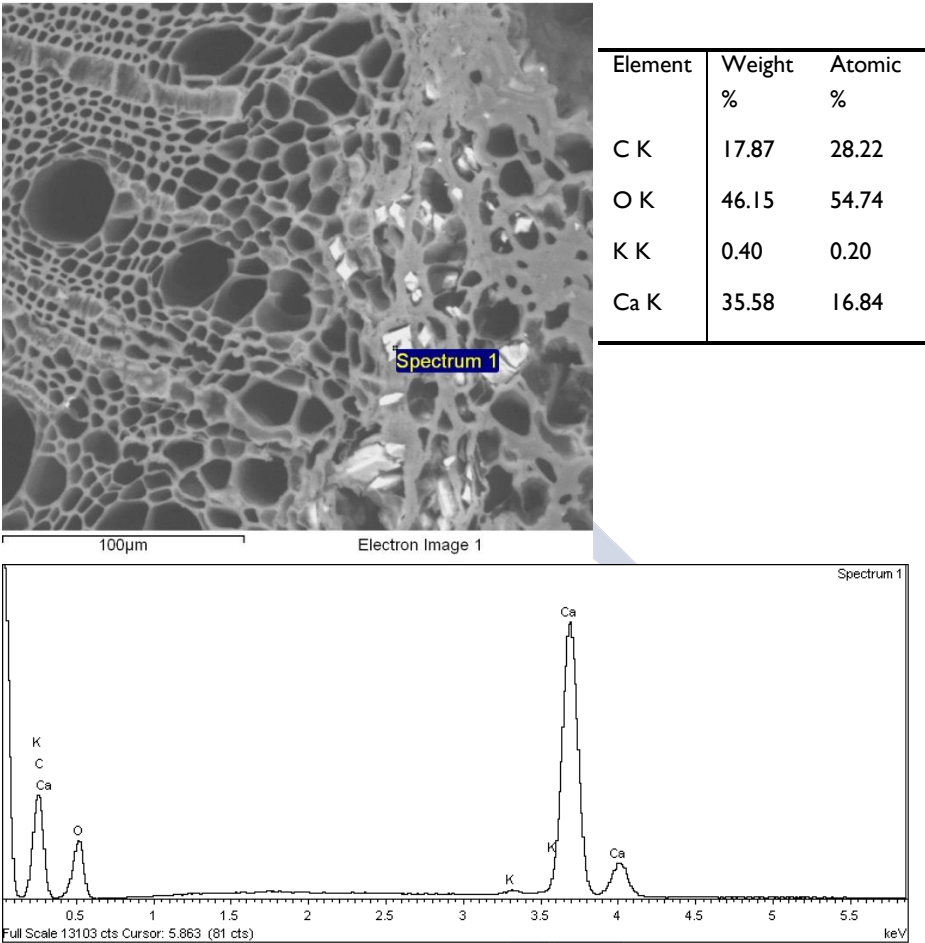 Element Weight % Atomic %
C K 17.87 28.22
O K 46.15 54.74
K K 0.40 0.20
Ca K 35.58 16.84
Spectrum 1
100μm Electron Image 1
Spectrum 1
Ca
K
C
Ca
O
K
K
Ca
0.5 1 1.5 2 2.5 3 3.5 4 4.5 5 5.5
Full Scale 13103 cts Cursor: 5.863 (81 cts) keV